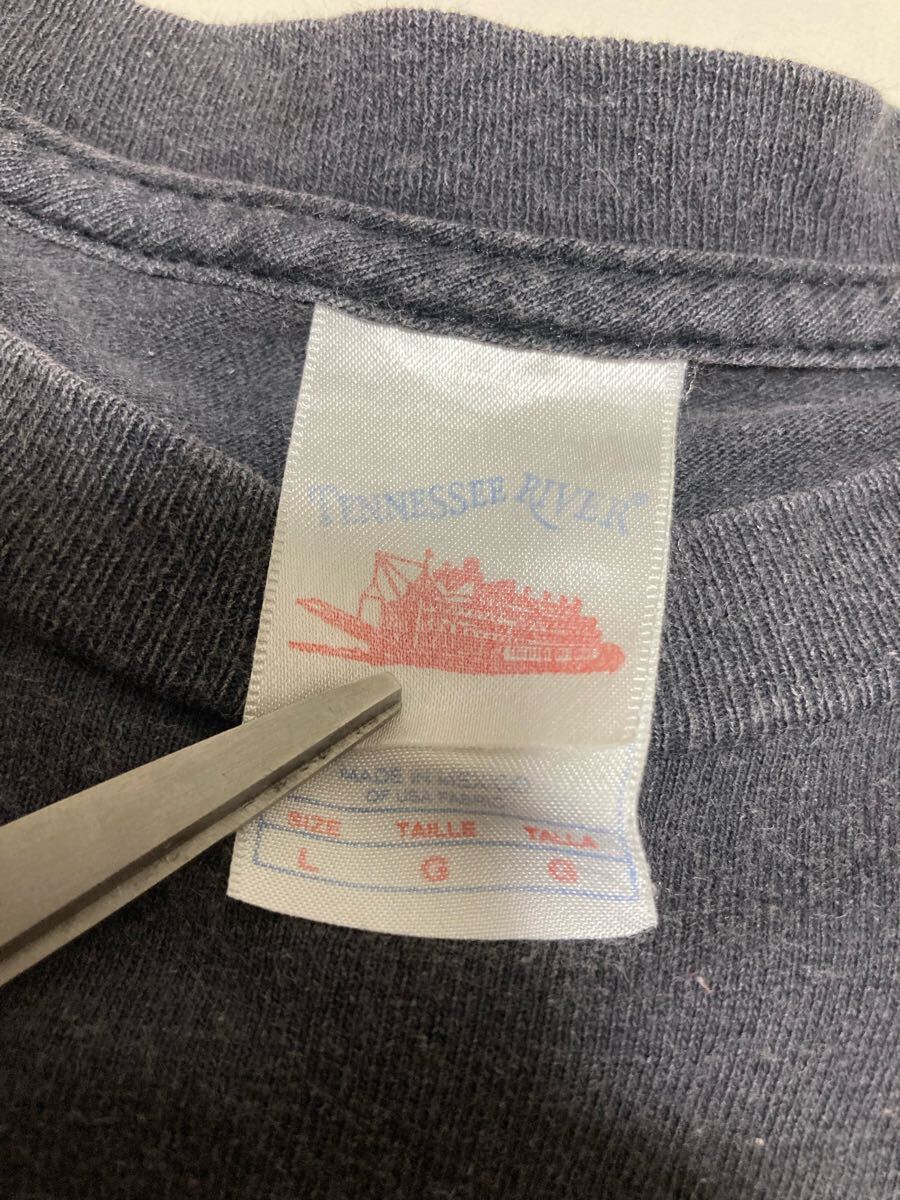 TENNESSEE RIVER®
MADE IN MEXICO
OF USA FABRIC
SIZE TAILLE TALLA
L G G